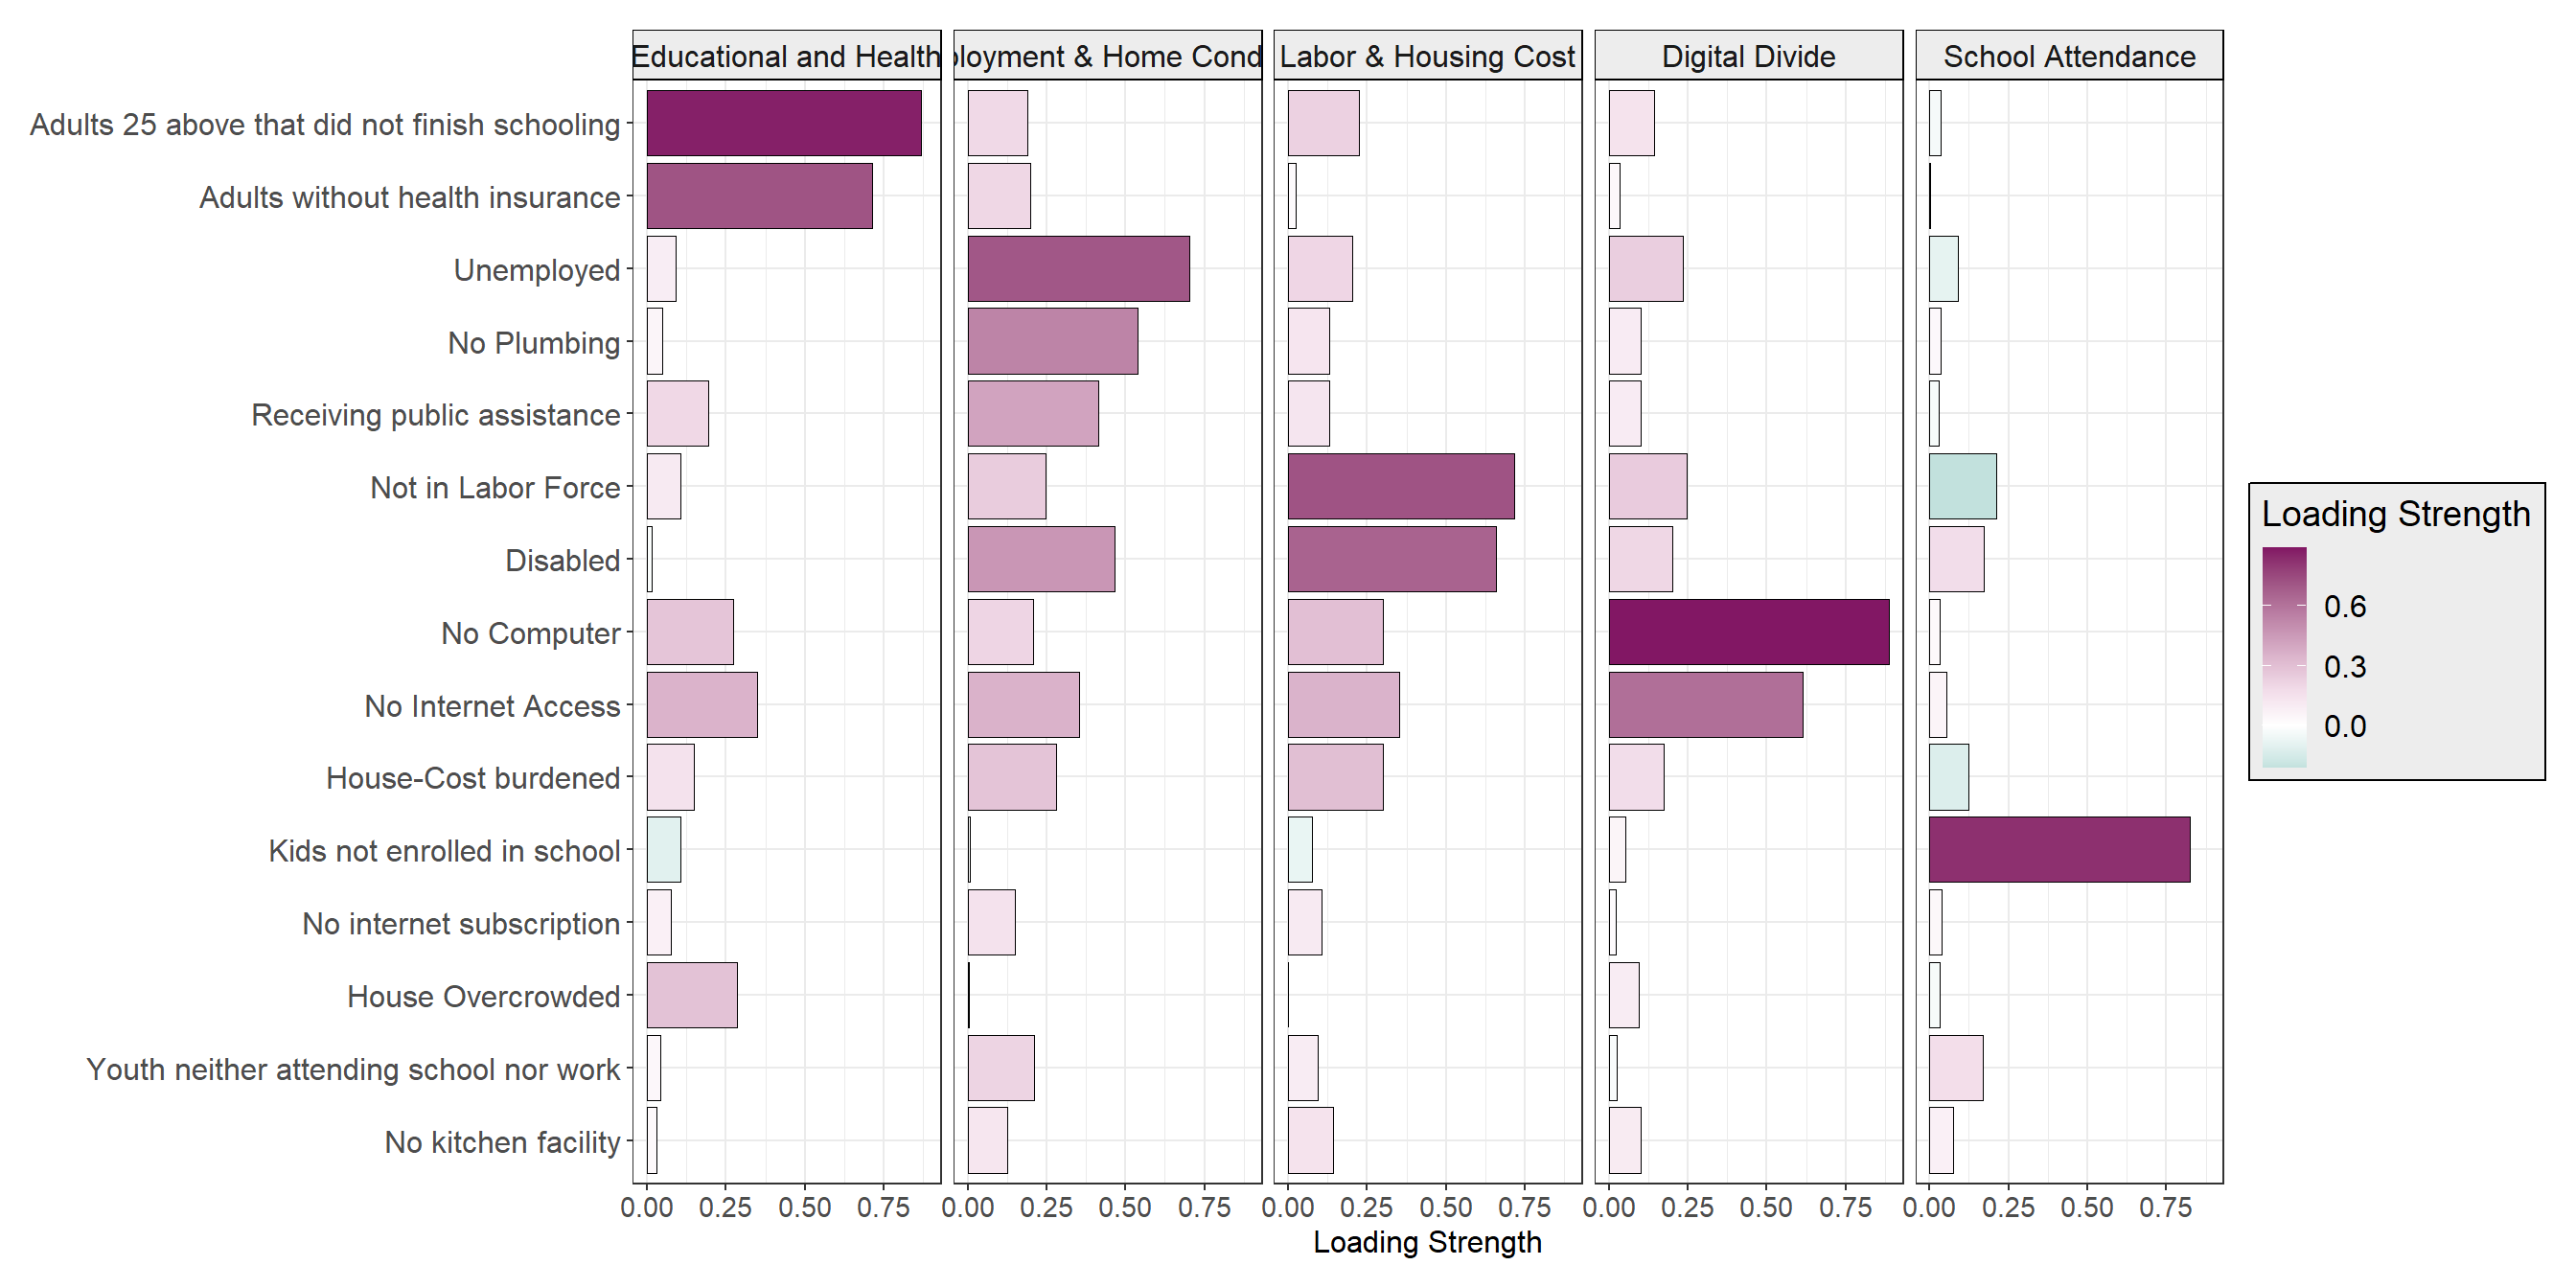 Educational and Health
ployment & Home Cond
Labor & Housing Cost
Digital Divide
School Attendance
Adults 25 above that did not finish schooling
Adults without health insurance
Unemployed
No Plumbing
Receiving public assistance
Not in Labor Force
Disabled
No Computer
No Internet Access
House-Cost burdened
Kids not enrolled in school
No internet subscription
House Overcrowded
Youth neither attending school nor work
No kitchen facility
0.00 0.25 0.50 0.75 0.00 0.25 0.50 0.75 0.00 0.25 0.50 0.75 0.00 0.25 0.50 0.75 0.00 0.25 0.50 0.75
Loading Strength
Loading Strength
0.6
0.3
0.0